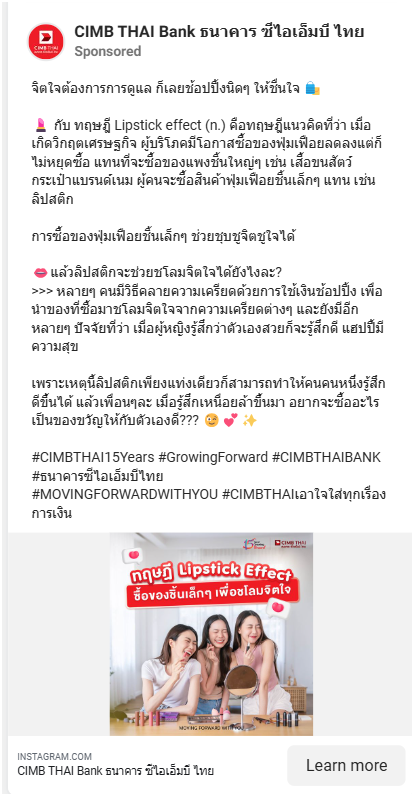 CIMB THAI Bank ธนาคาร ซีไอเอ็มบี ไทย
Sponsored
จิตใจต้องการการดูแล ก็เลยช้อปปิ้งนิดๆ ให้ชื่นใจ 🛍️
💄 กับ ทฤษฎี Lipstick effect (n.) คือทฤษฎีแนวคิดที่ว่า เมื่อ
เกิดวิกฤตเศรษฐกิจ ผู้บริโภคมีโอกาสซื้อของฟุ่มเฟือยลดลงแต่ก็
ไม่หยุดซื้อ แทนที่จะซื้อของแพงชิ้นใหญ่ๆ เช่น เสื้อขนสัตว์
กระเป๋าแบรนด์เนม ผู้คนจะซื้อสินค้าฟุ่มเฟือยชิ้นเล็กๆ แทน เช่น
ลิปสติก
การซื้อของฟุ่มเฟือยชิ้นเล็กๆ ช่วยชุบชูจิตชูใจได้
👄แล้วลิปสติกจะช่วยชโลมจิตใจได้ยังไงละ?
>>> หลายๆ คนมีวิธีคลายความเครียดด้วยการใช้เงินช้อปปิ้ง เพื่อ
นำของที่ซื้อมาชโลมจิตใจจากความเครียดต่างๆ และยังมีอีก
หลายๆ ปัจจัยที่ว่า เมื่อผู้หญิงรู้สึกว่าตัวเองสวยก็จะรู้สึกดี แฮปปี้มี
ความสุข
เพราะเหตุนี้ลิปสติกเพียงแท่งเดียวก็สามารถทำให้คนคนหนึ่งรู้สึก
ดีขึ้นได้ แล้วเพื่อนๆละ เมื่อรู้สึกเหนื่อยล้าขึ้นมา อยากจะซื้ออะไร
เป็นของขวัญให้กับตัวเองดี??? 🥰 💕 ✨
#CIMBTHAI15Years #GrowingForward #CIMBTHAIBANK
#ธนาคารซีไอเอ็มบีไทย
#MOVINGFORWARDWITHYOU #CIMBTHAIเอาใจใส่ทุกเรื่อง
การเงิน
CIMB THAI
ทฤษฎี Lipstick Effect
ซื้อของชิ้นเล็กๆ เพื่อชโลมจิตใจ
MOVING FORWARD WITH YOU
INSTAGRAM.COM
CIMB THAI Bank ธนาคาร ซีไอเอ็มบี ไทย
Learn more